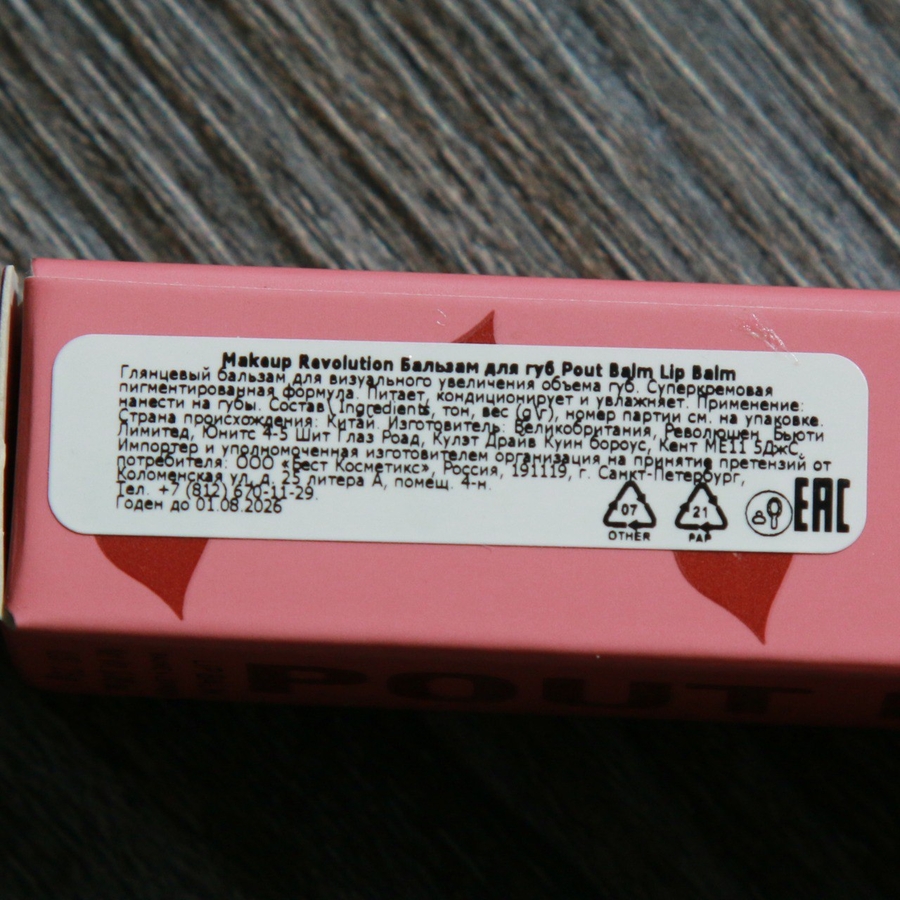 Makeup Revolution Бальзам для губ Pout Balm Lip Balm
Глянцевый бальзам для визуального увеличения объема губ. Суперкремовая
пигментированная формула. Питает, кондиционирует и увлажняет. Применение:
нанести на губы. Состав\ Ingredients, тон, вес (g\г), номер партии см. на упаковке.
Страна происхождения: Китай. Изготовитель: Великобритания, Революшен Бьюти
Лимитед, Юнитс 4-5 Шит Глаз Роад, Кулэт Драйв Куин бороус, Кент МЕ11 5ДжС.
Импортер и уполномоченная изготовителем организация на принятие претензий от
потребителя: ООО «Бест Косметикс», Россия, 191119, г. Санкт-Петербург,
Коломенская ул, д. 25 литера А, помещ. 4-н.
Тел. +7 (812) 670-11-29.
Годен до 01.08.2026
07
OTHER
21
PAP
EAC
POUT